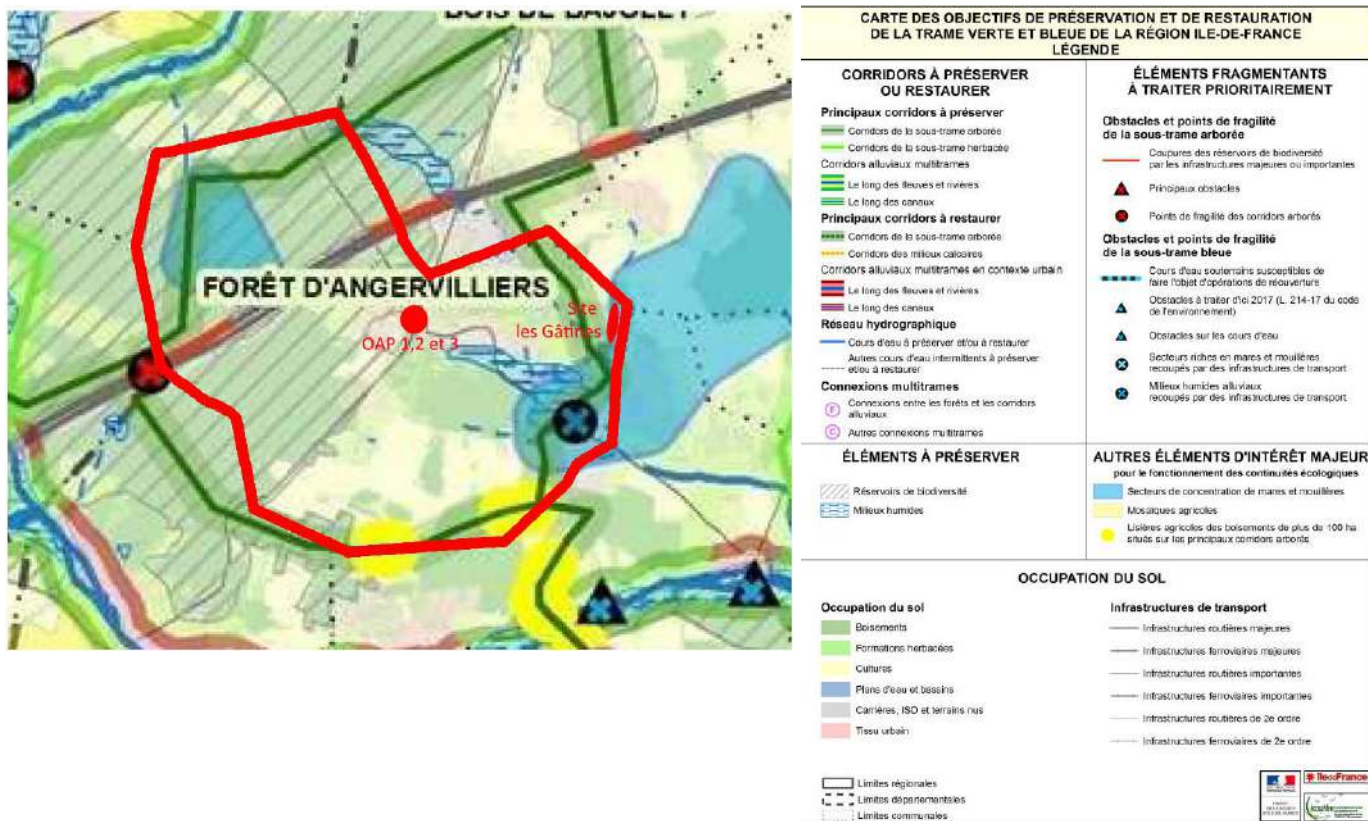 BOIS DE BAJOLET
FORÊT D'ANGERVILLIERS
OAP 1,2 et 3
Site
les Gâtines
CARTE DES OBJECTIFS DE PRÉSERVATION ET DE RESTAURATION
DE LA TRAME VERTE ET BLEUE DE LA RÉGION ILE-DE-FRANCE
LÉGENDE
CORRIDORS À PRÉSERVER
OU RESTAURER
Principaux corridors à préserver
Corridors de la sous-trame arborée
Corridors de la sous-trame herbacée
Corridors alluviaux multitrames
Le long des fleuves et rivières
Le long des canaux
Principaux corridors à restaurer
Corridors de la sous-trame arborée
Corridors des milieux calcaires
Corridors alluviaux multitrames en contexte urbain
Le long des fleuves et rivières
Le long des canaux
Réseau hydrographique
Cours d'eau à préserver et/ou à restaurer
Autres cours d'eau intermittents à préserver
et/ou à restaurer
Connexions multitrames
F
Connexions entre les forêts et les corridors
alluviaux
C
Autres connexions multitrames
ÉLÉMENTS FRAGMENTANTS
À TRAITER PRIORITAIREMENT
Obstacles et points de fragilité
de la sous-trame arborée
Coupures des réservoirs de biodiversité
par les infrastructures majeures ou importantes
Principaux obstacles
Points de fragilité des corridors arborés
Obstacles et points de fragilité
de la sous-trame bleue
Cours d'eau souterrains susceptibles de
faire l'objet d'opérations de réouverture
Obstacles à traiter d'ici 2017 (L. 214-17 du code
de l'environnement)
Obstacles sur les cours d'eau
Secteurs riches en mares et mouillères
recoupés par des infrastructures de transport
Milieux humides alluviaux
recoupés par des infrastructures de transport
ÉLÉMENTS À PRÉSERVER
Réservoirs de biodiversité
Milieux humides
AUTRES ÉLÉMENTS D'INTÉRÊT MAJEUR
pour le fonctionnement des continuités écologiques
Secteurs de concentration de mares et mouillères
Mosaïques agricoles
Lisières agricoles des boisements de plus de 100 ha
situés sur les principaux corridors arborés
OCCUPATION DU SOL
Occupation du sol
Boisements
Formations herbacées
Cultures
Plans d'eau et bassins
Carrières, ISD et terrains nus
Tissu urbain
Infrastructures de transport
Infrastructures routières majeures
Infrastructures ferroviaires majeures
Infrastructures routières importantes
Infrastructures ferroviaires importantes
Infrastructures routières de 2e ordre
Infrastructures ferroviaires de 2e ordre
Limites régionales
Limites départementales
Limites communales
îledeFrance